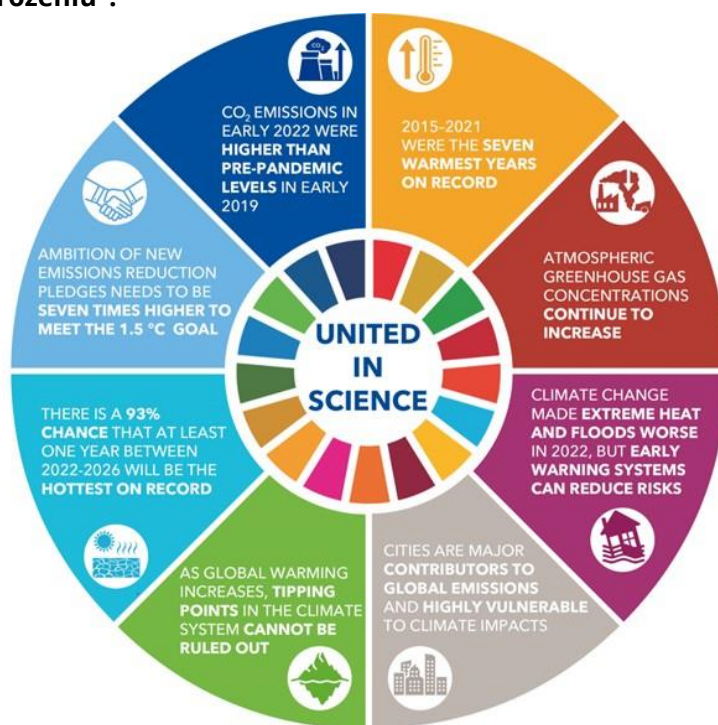 CO₂ EMISSIONS IN
EARLY 2022 WERE
HIGHER THAN
PRE-PANDEMIC
LEVELS IN EARLY
2019
2015-2021
WERE THE SEVEN
WARMEST YEARS
ON RECORD
ATMOSPHERIC
GREENHOUSE GAS
CONCENTRATIONS
CONTINUE TO
INCREASE
CLIMATE CHANGE
MADE EXTREME HEAT
AND FLOODS WORSE
IN 2022, BUT EARLY
WARNING SYSTEMS
CAN REDUCE RISKS
CITIES ARE MAJOR
CONTRIBUTORS TO
GLOBAL EMISSIONS
AND HIGHLY VULNERABLE
TO CLIMATE IMPACTS
AS GLOBAL WARMING
INCREASES, TIPPING
POINTS IN THE CLIMATE
SYSTEM CANNOT BE
RULED OUT
THERE IS A 93%
CHANCE THAT AT LEAST
ONE YEAR BETWEEN
2022-2026 WILL BE THE
HOTTEST ON RECORD
AMBITION OF NEW
EMISSIONS REDUCTION
PLEDGES NEEDS TO BE
SEVEN TIMES HIGHER TO
MEET THE 1.5 °C GOAL
CO₂
UNITED
IN
SCIENCE